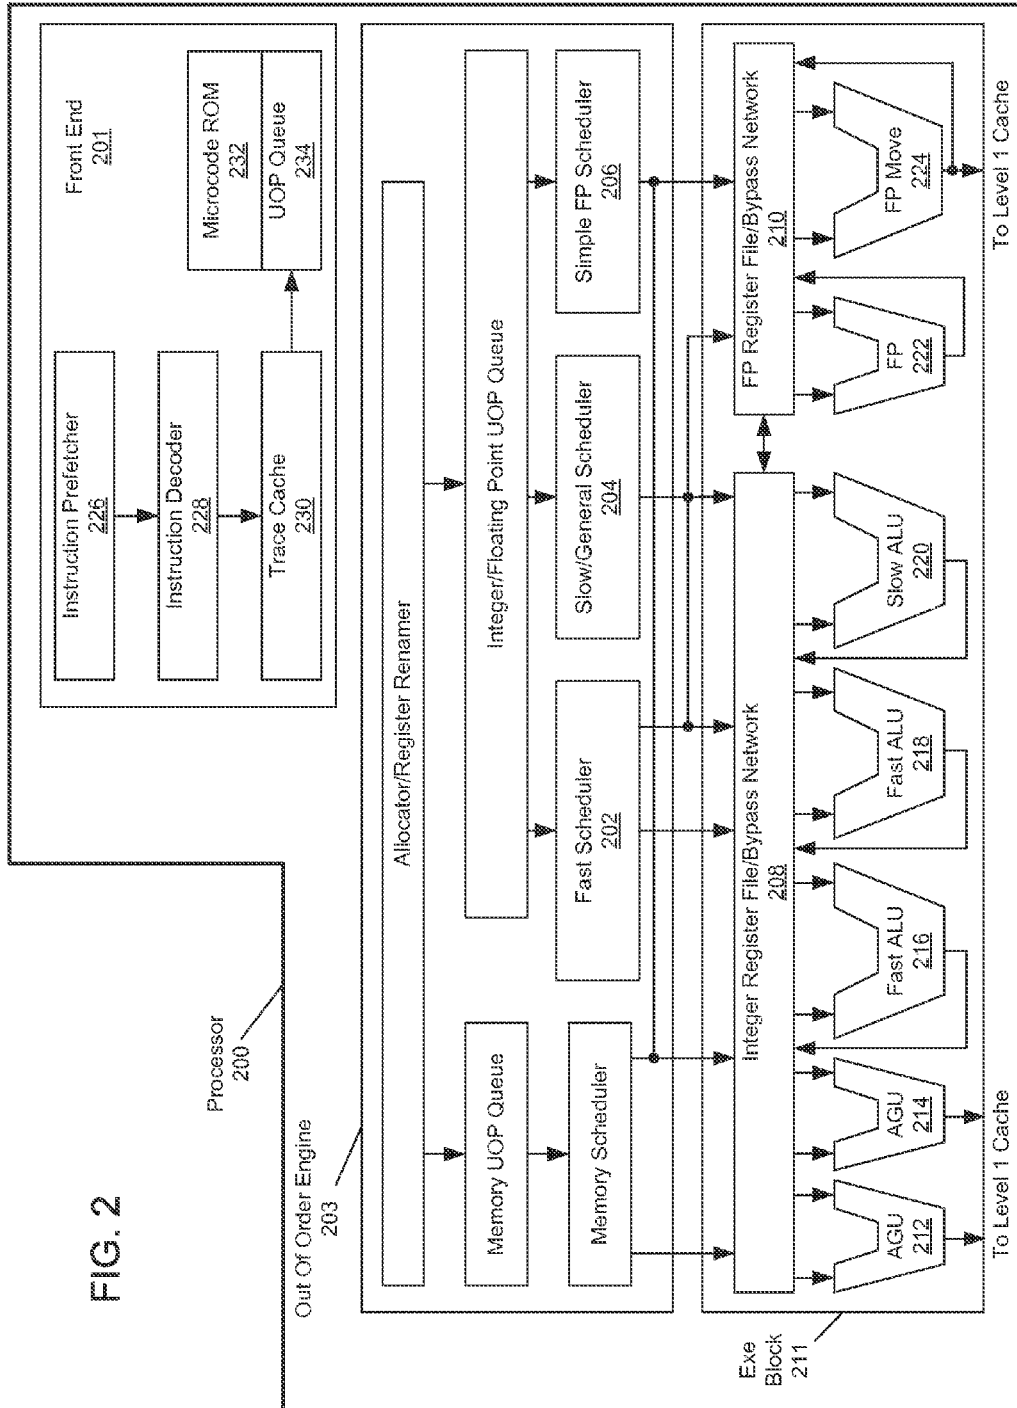 FIG. 2
Processor
200
Front End
201
Instruction Prefetcher
226
Instruction Decoder
228
Trace Cache
230
Microcode ROM
232
UOP Queue
234
Out Of Order Engine
203
Allocator/Register Renamer
Memory UOP Queue
Integer/Floating Point UOP Queue
Memory Scheduler
Fast Scheduler
202
Slow/General Scheduler
204
Simple FP Scheduler
206
Exe
Block
211
Integer Register File/Bypass Network
208
FP Register File/Bypass Network
210
AGU
212
AGU
214
Fast ALU
216
Fast ALU
218
Slow ALU
220
FP
222
FP Move
224
To Level 1 Cache
To Level 1 Cache